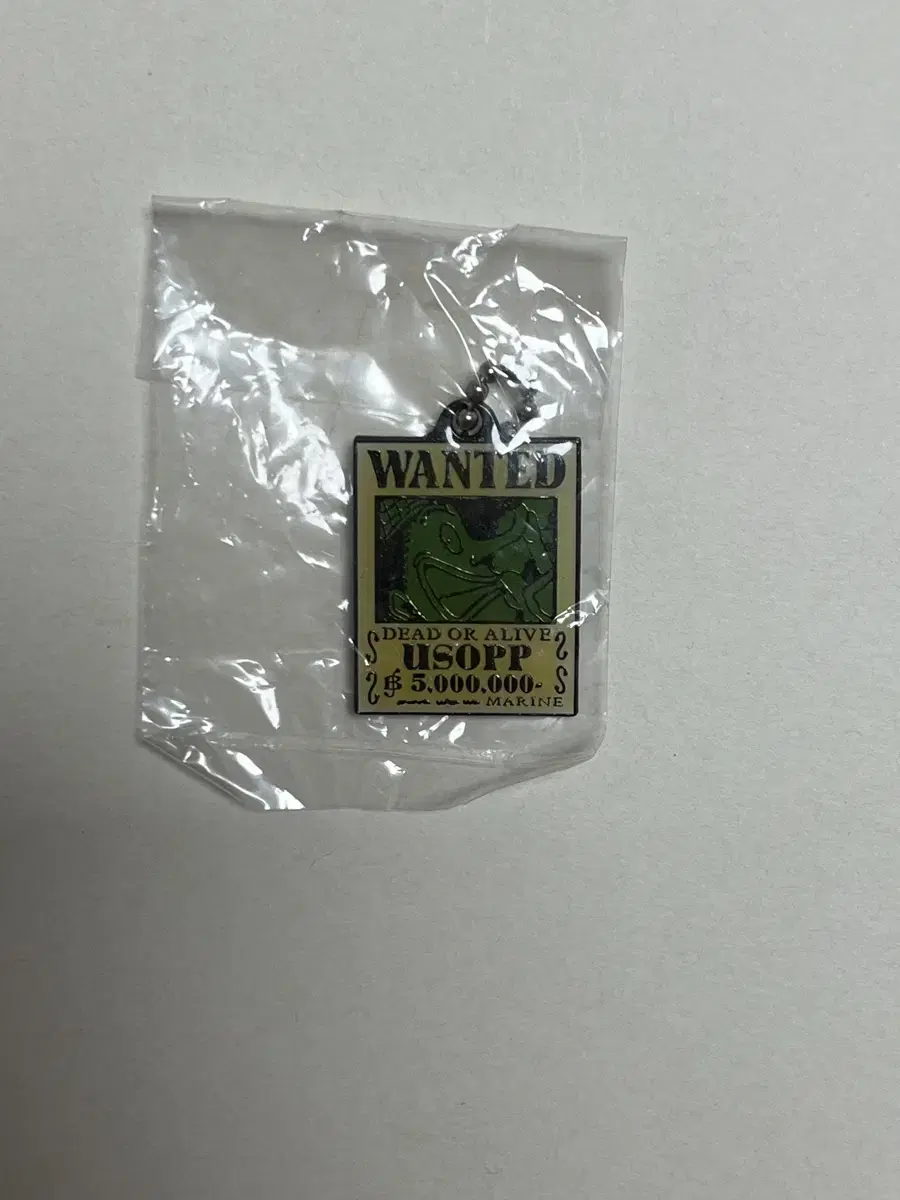 WANTED
DEAD OR ALIVE
USOPP
฿ 5,000,000-
MARINE